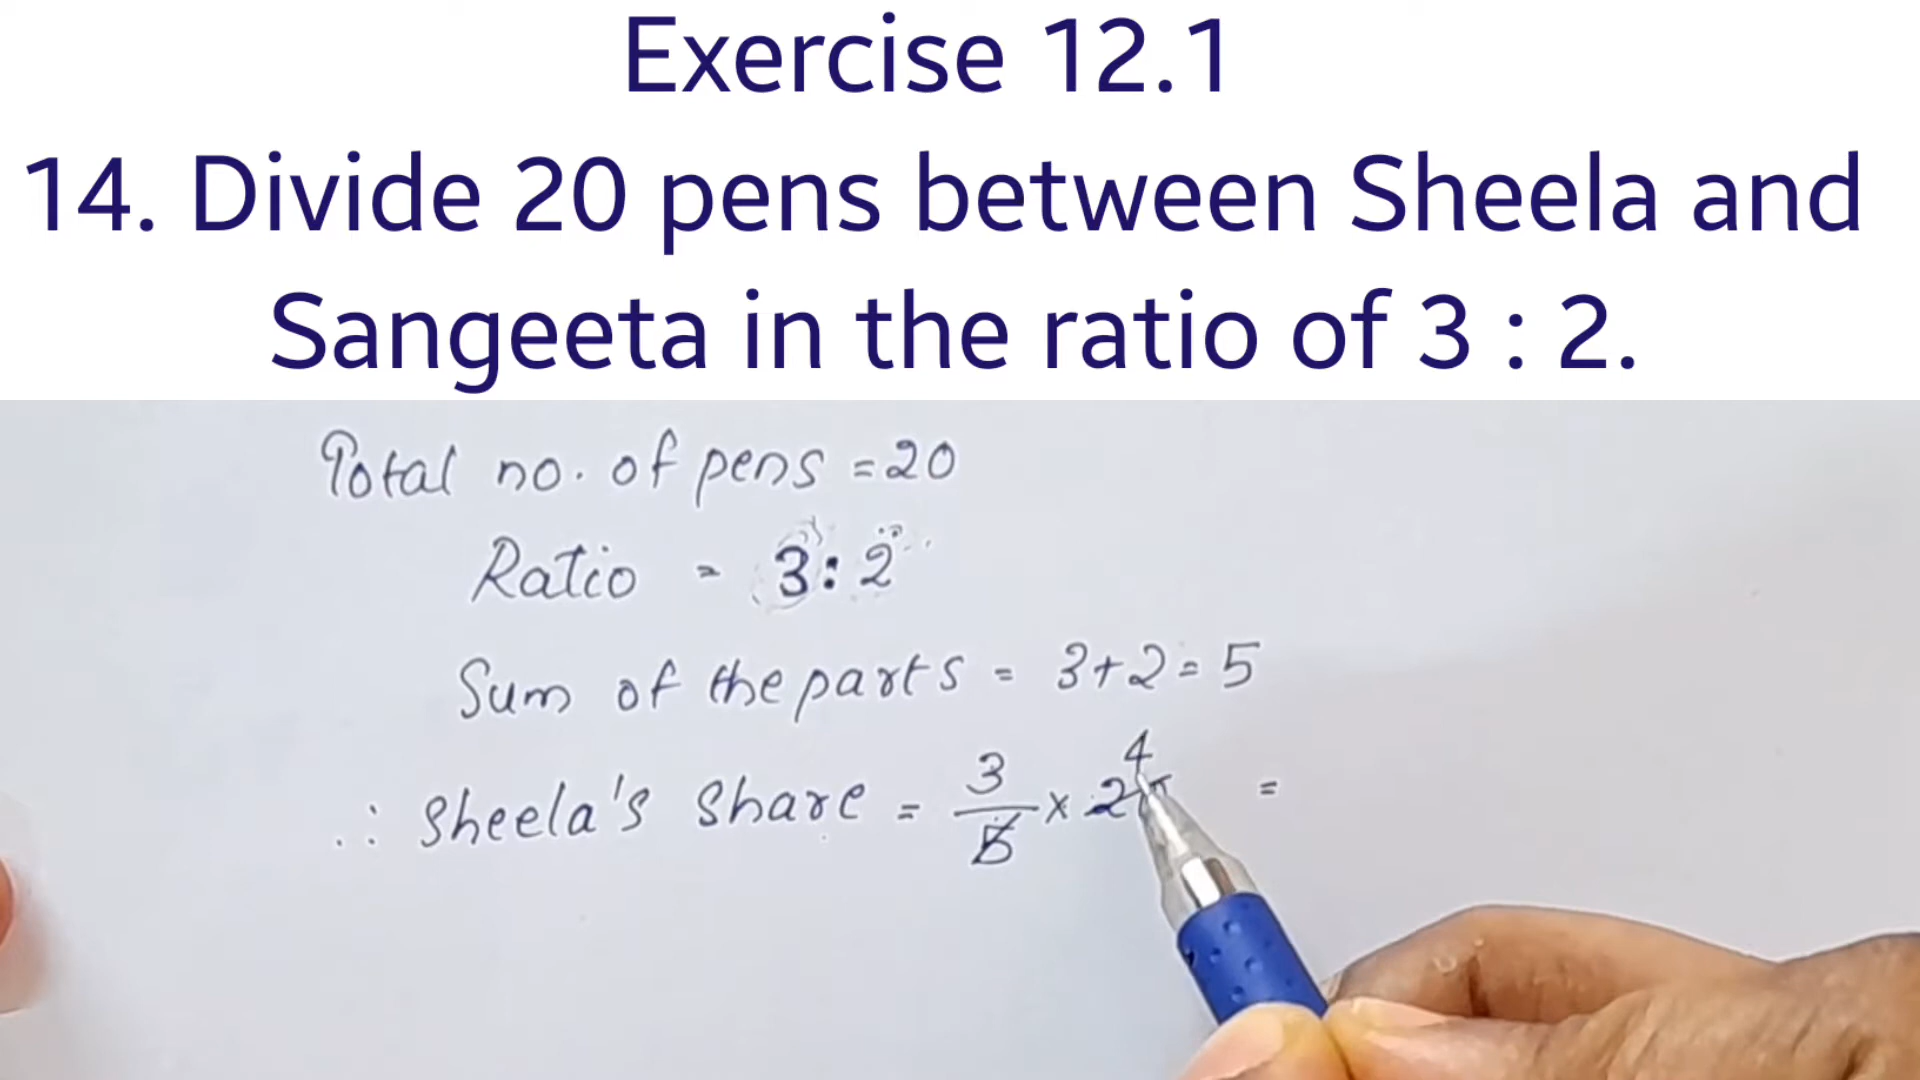 Exercise 12.1
14. Divide 20 pens between Sheela and
Sangeeta in the ratio of 3 : 2.
Total no. of pens = 20
Ratio = 3 : 2
Sum of the parts = 3+2 = 5
∴ Sheela's share = 3/5 × 20 4 =